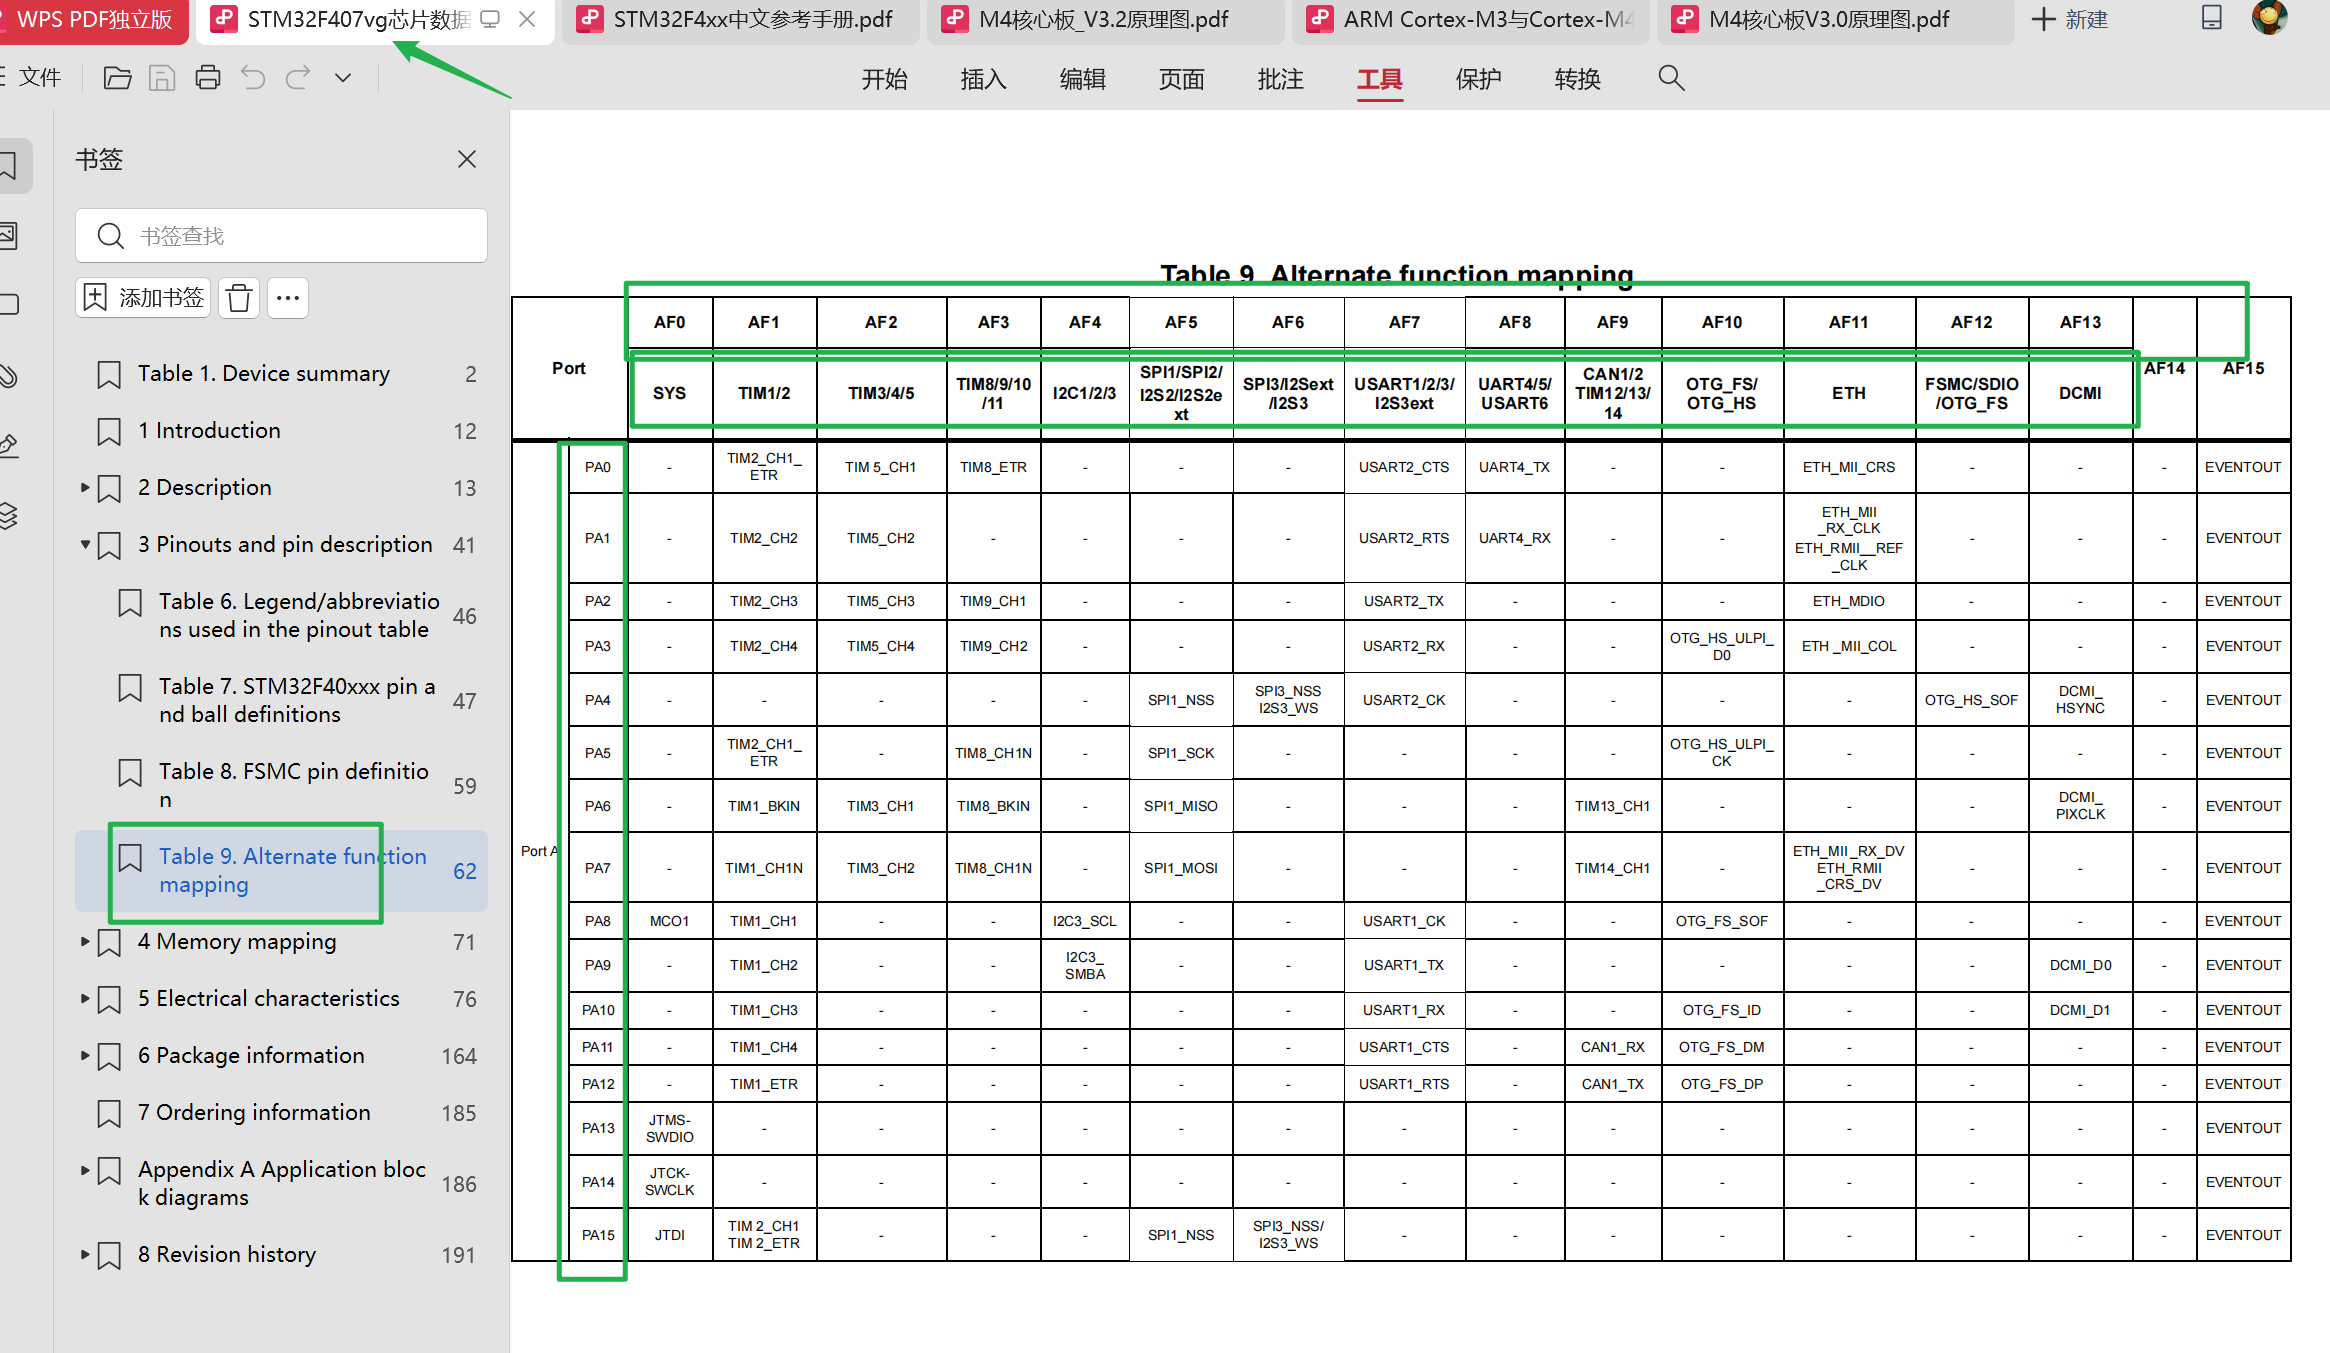 WPS PDF独立版
STM32F407vg芯片数据
STM32F4xx中文参考手册.pdf
M4核心板_V3.2原理图.pdf
ARM Cortex-M3与Cortex-M4
M4核心板V3.0原理图.pdf
新建
文件
开始 插入 编辑 页面 批注 工具 保护 转换
书签
书签查找
添加书签
Table 1. Device summary 2
1 Introduction 12
2 Description 13
3 Pinouts and pin description 41
Table 6. Legend/abbreviatio
ns used in the pinout table 46
Table 7. STM32F40xxx pin a
nd ball definitions 47
Table 8. FSMC pin definitio
n 59
Table 9. Alternate function
mapping 62
4 Memory mapping 71
5 Electrical characteristics 76
6 Package information 164
7 Ordering information 185
Appendix A Application bloc
k diagrams 186
8 Revision history 191
Table 9. Alternate function mapping
Port AF0 AF1 AF2 AF3 AF4 AF5 AF6 AF7 AF8 AF9 AF10 AF11 AF12 AF13 AF14 AF15
SYS TIM1/2 TIM3/4/5 TIM8/9/10/11 I2C1/2/3 SPI1/SPI2/I2S2/I2S2ext SPI3/I2Sext/I2S3 USART1/2/3/I2S3ext UART4/5/USART6 CAN1/2 TIM12/13/14 OTG_FS/OTG_HS ETH FSMC/SDIO/OTG_FS DCMI
Port A
PA0 - TIM2_CH1_ETR TIM 5_CH1 TIM8_ETR - - - USART2_CTS UART4_TX - - ETH_MII_CRS - - - EVENTOUT
PA1 - TIM2_CH2 TIM5_CH2 - - - - USART2_RTS UART4_RX - - ETH_MII_RX_CLK ETH_RMII__REF_CLK - - - EVENTOUT
PA2 - TIM2_CH3 TIM5_CH3 TIM9_CH1 - - - USART2_TX - - - ETH_MDIO - - - EVENTOUT
PA3 - TIM2_CH4 TIM5_CH4 TIM9_CH2 - - - USART2_RX - - OTG_HS_ULPI_D0 ETH _MII_COL - - - EVENTOUT
PA4 - - - - - SPI1_NSS SPI3_NSS I2S3_WS USART2_CK - - - - OTG_HS_SOF DCMI_HSYNC - EVENTOUT
PA5 - TIM2_CH1_ETR - TIM8_CH1N - SPI1_SCK - - - - OTG_HS_ULPI_CK - - - - EVENTOUT
PA6 - TIM1_BKIN TIM3_CH1 TIM8_BKIN - SPI1_MISO - - - TIM13_CH1 - - - DCMI_PIXCLK - EVENTOUT
PA7 - TIM1_CH1N TIM3_CH2 TIM8_CH1N - SPI1_MOSI - - - TIM14_CH1 - ETH_MII_RX_DV ETH_RMII_CRS_DV - - - EVENTOUT
PA8 MCO1 TIM1_CH1 - - I2C3_SCL - - USART1_CK - - OTG_FS_SOF - - - - EVENTOUT
PA9 - TIM1_CH2 - - I2C3_SMBA - - USART1_TX - - - - - DCMI_D0 - EVENTOUT
PA10 - TIM1_CH3 - - - - - USART1_RX - - OTG_FS_ID - - DCMI_D1 - EVENTOUT
PA11 - TIM1_CH4 - - - - - USART1_CTS - CAN1_RX OTG_FS_DM - - - - EVENTOUT
PA12 - TIM1_ETR - - - - - USART1_RTS - CAN1_TX OTG_FS_DP - - - - EVENTOUT
PA13 JTMS-SWDIO - - - - - - - - - - - - - - EVENTOUT
PA14 JTCK-SWCLK - - - - - - - - - - - - - - EVENTOUT
PA15 JTDI TIM 2_CH1 TIM 2_ETR - - - SPI1_NSS SPI3_NSS/I2S3_WS - - - - - - - - EVENTOUT